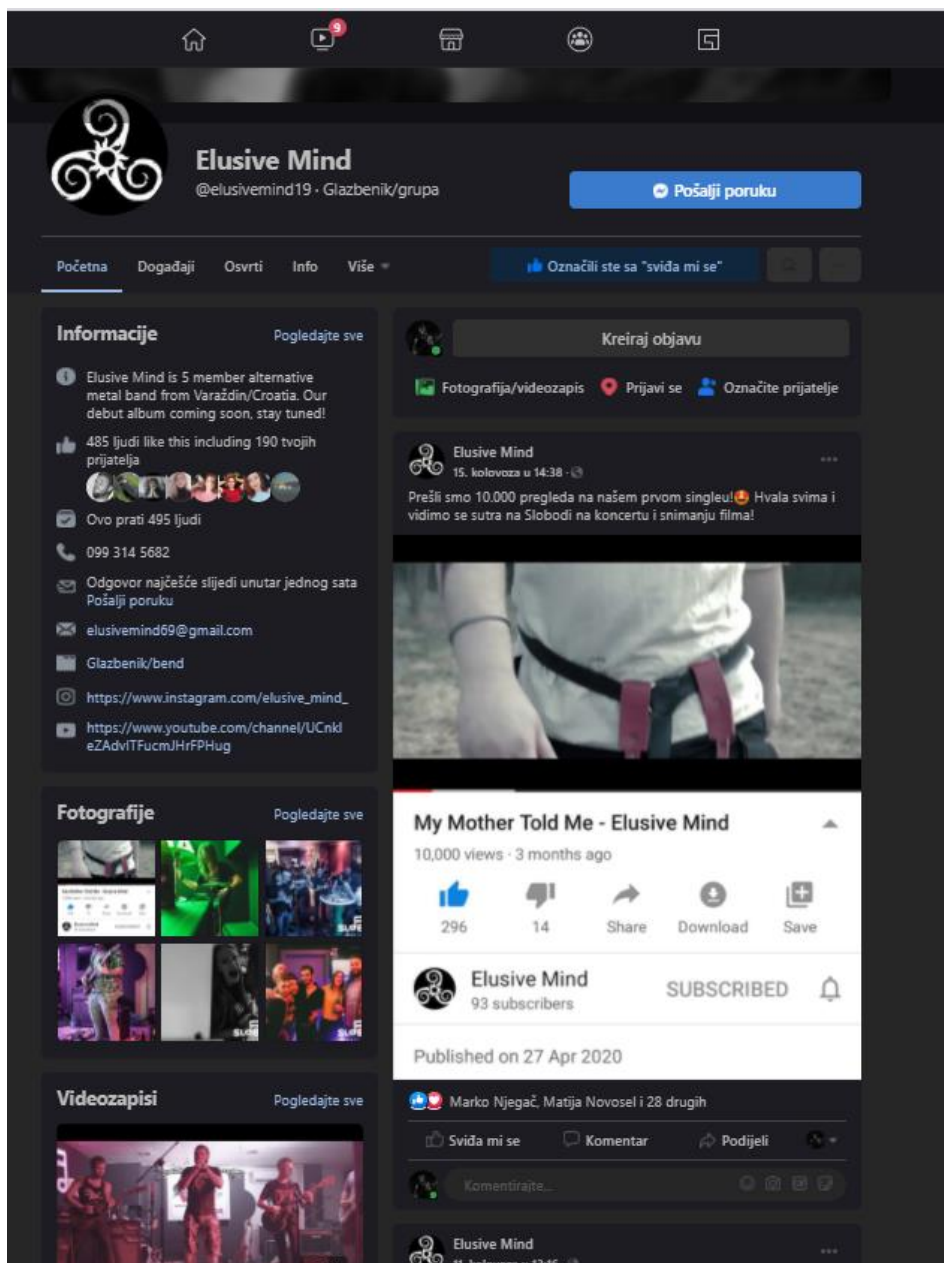 9
Elusive Mind
@elusivemind19 · Glazbenik/grupa
Pošalji poruku
Početna Događaji Osvrti Info Više
Označili ste sa "sviđa mi se"
Informacije Pogledajte sve
Elusive Mind is 5 member alternative
metal band from Varaždin/Croatia. Our
debut album coming soon, stay tuned!
485 ljudi like this including 190 tvojih
prijatelja
Ovo prati 495 ljudi
099 314 5682
Odgovor najčešće slijedi unutar jednog sata
Pošalji poruku
elusivemind69@gmail.com
Glazbenik/bend
https://www.instagram.com/elusive_mind_
https://www.youtube.com/channel/UCnkl
eZAdvITFucmJHrFPHug
Fotografije Pogledajte sve
Videozapisi Pogledajte sve
Kreiraj objavu
Fotografija/videozapis Prijavi se Označite prijatelje
Elusive Mind
15. kolovoza u 14:38 ·
Prešli smo 10.000 pregleda na našem prvom singleu! Hvala svima i
vidimo se sutra na Slobodi na koncertu i snimanju filma!
My Mother Told Me - Elusive Mind
10,000 views · 3 months ago
296 14 Share Download Save
Elusive Mind
93 subscribers
SUBSCRIBED
Published on 27 Apr 2020
Marko Njegač, Matija Novosel i 28 drugih
Sviđa mi se Komentar Podijeli
Komentirajte...
Elusive Mind